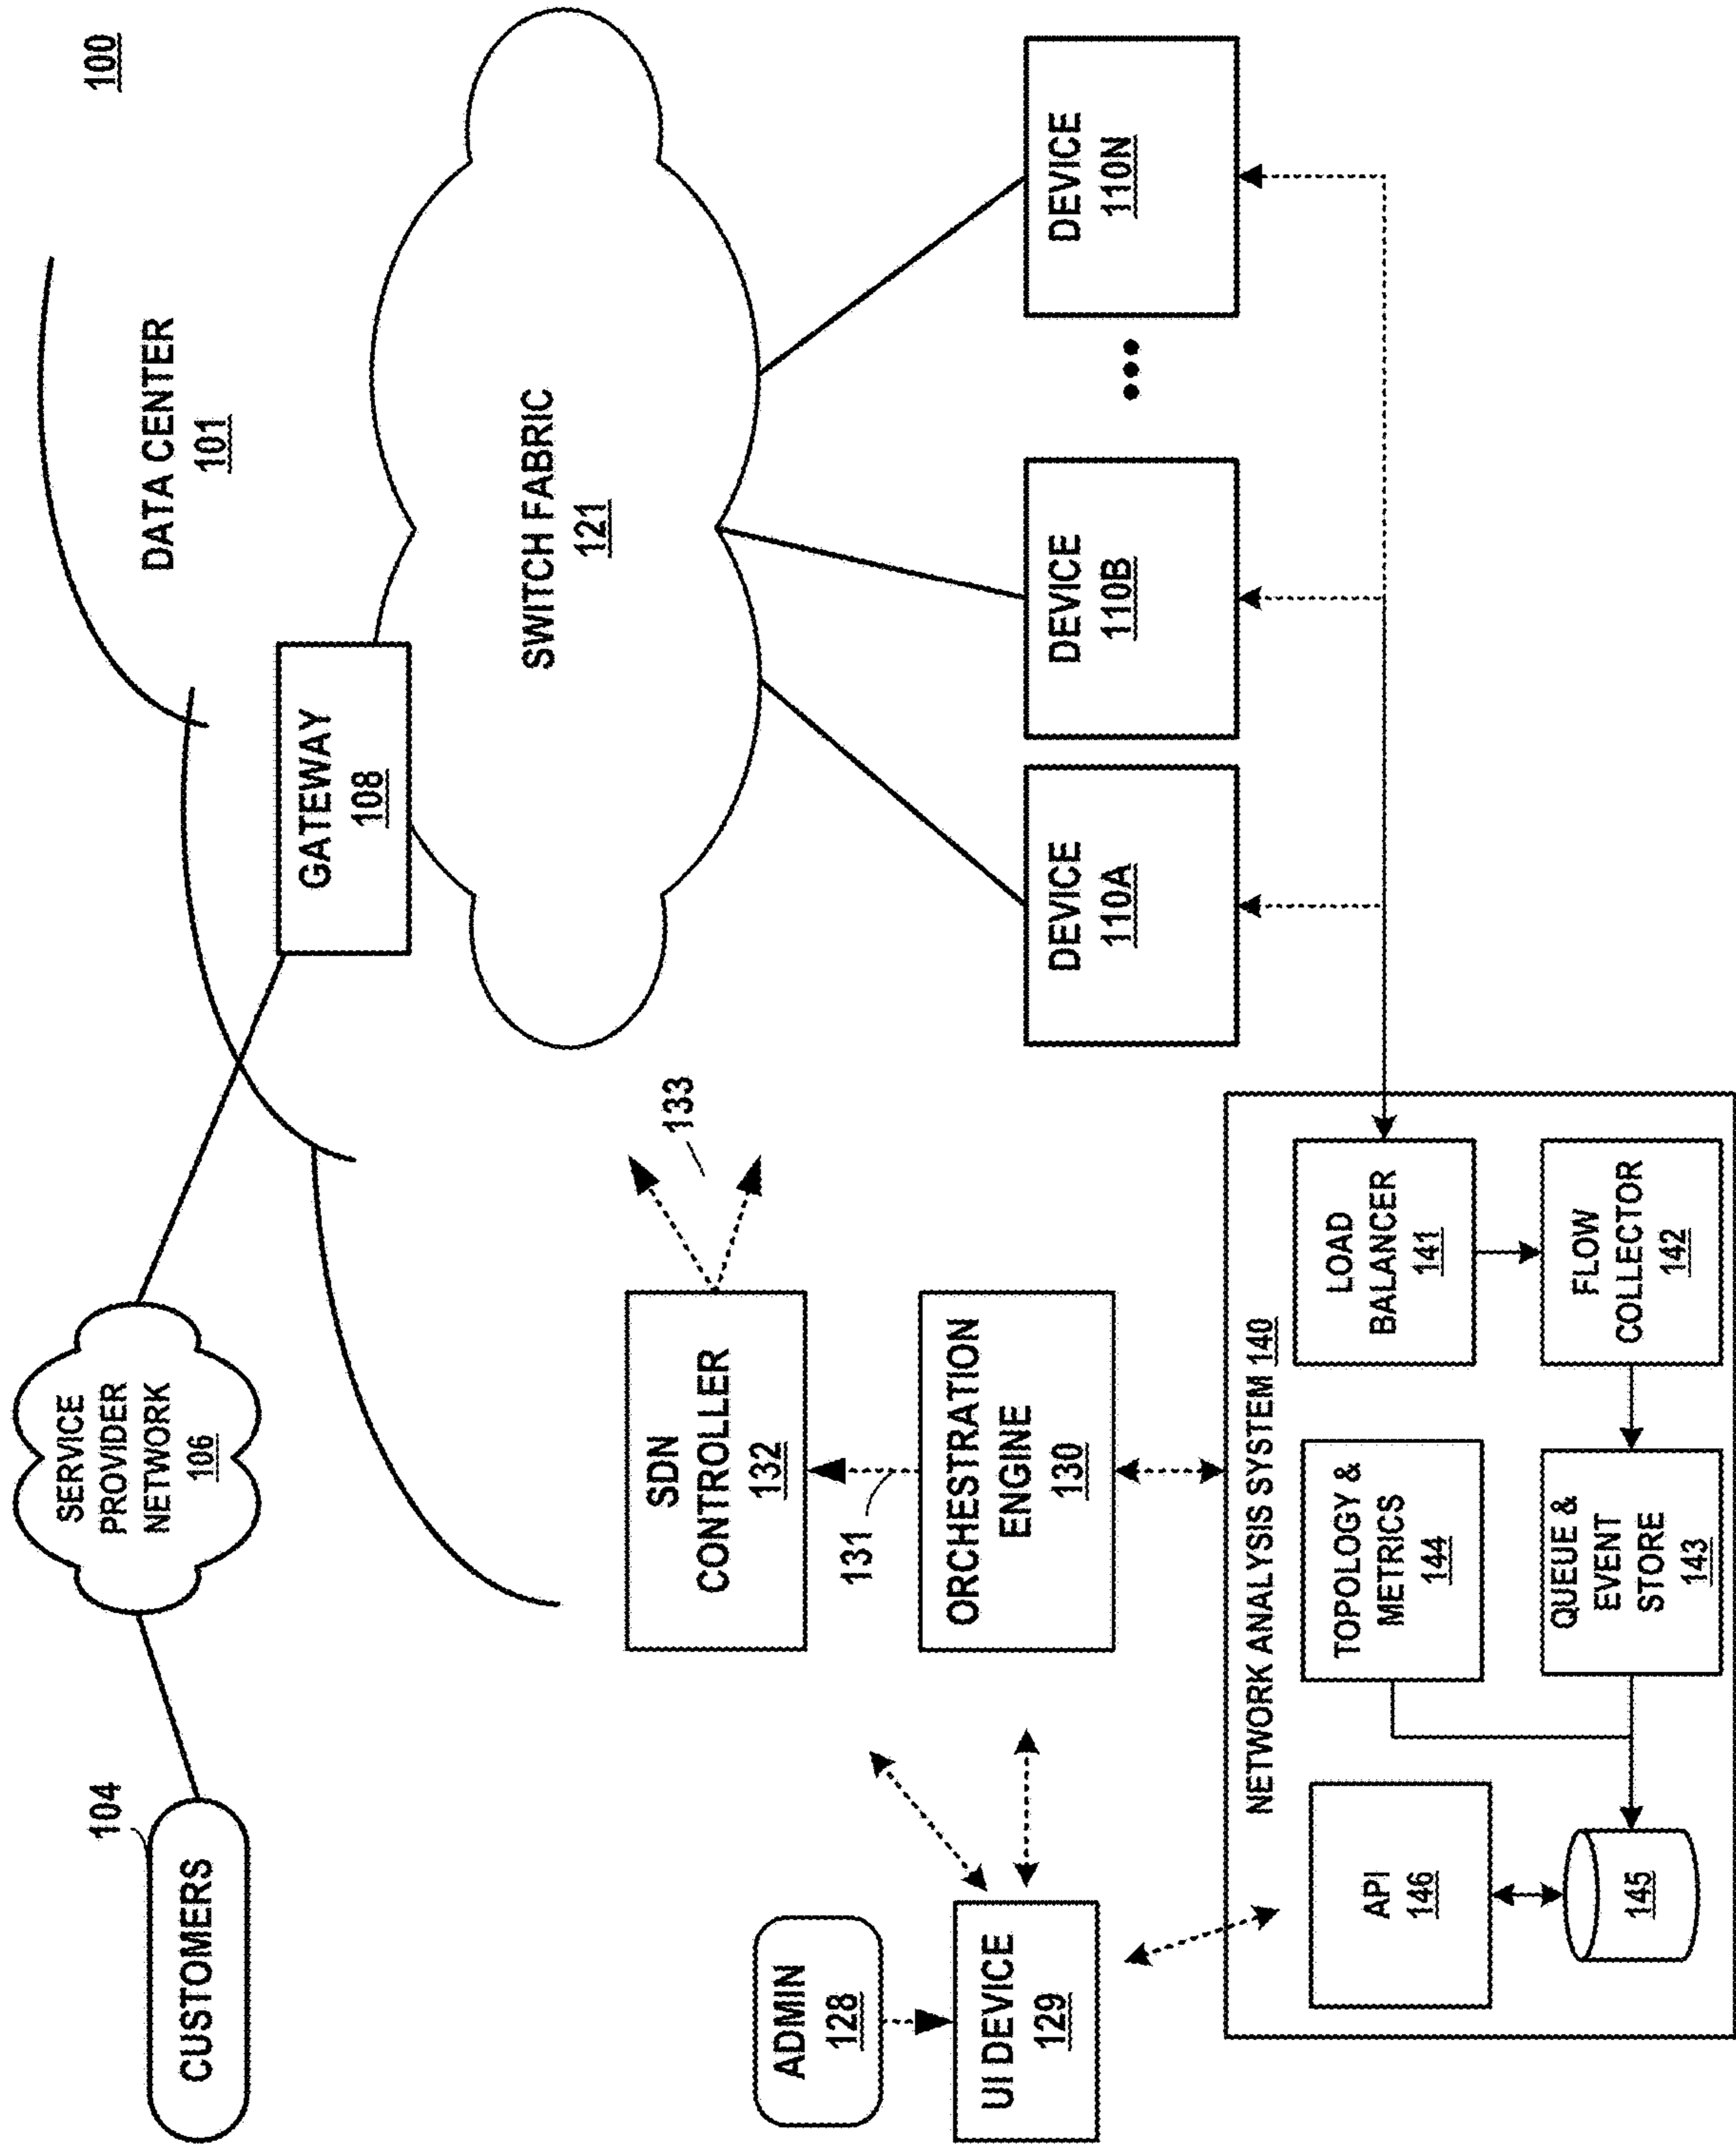 100
CUSTOMERS
104
SERVICE
PROVIDER
NETWORK
106
DATA CENTER
101
GATEWAY
108
SWITCH FABRIC
121
ADMIN
128
UI DEVICE
129
SDN
CONTROLLER
132
133
131
ORCHESTRATION
ENGINE
130
DEVICE
110A
DEVICE
110B
•••
DEVICE
110N
NETWORK ANALYSIS SYSTEM 140
API
146
TOPOLOGY &
METRICS
144
LOAD
BALANCER
141
145
QUEUE &
EVENT
STORE
143
FLOW
COLLECTOR
142